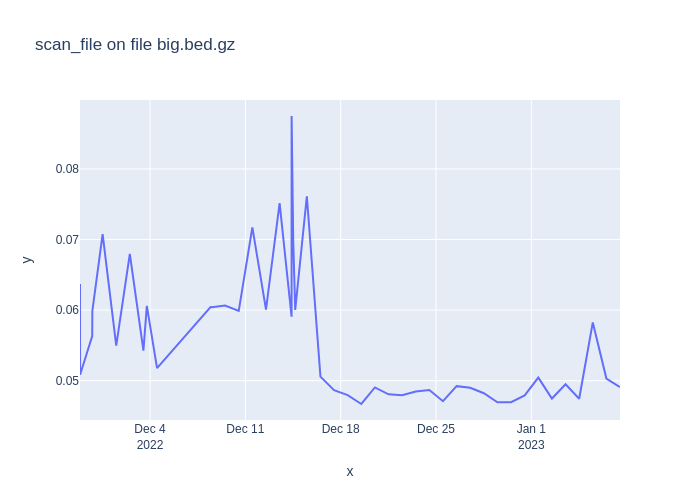 scan_file on file big.bed.gz
y
0.08
0.07
0.06
0.05
Dec 4
2022
Dec 11
Dec 18
Dec 25
Jan 1
2023
x